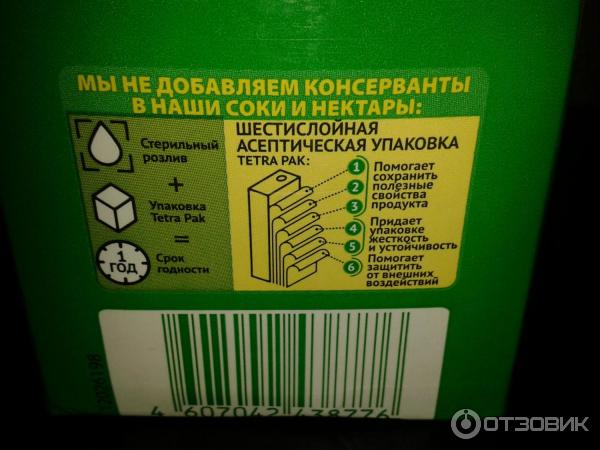 МЫ НЕ ДОБАВЛЯЕМ КОНСЕРВАНТЫ
В НАШИ СОКИ И НЕКТАРЫ:
Стерильный
розлив
+
Упаковка
Tetra Pak
=
1
ГОД
Срок
годности
ШЕСТИСЛОЙНАЯ
АСЕПТИЧЕСКАЯ УПАКОВКА
TETRA PAK:
1
2
3
Помогает
сохранить
полезные
свойства
продукта
4
5
Придает
упаковке
жесткость
и устойчивость
6
Помогает
защитить
от внешних
воздействий
2026198
4 607042 438776
ОТЗОВИК